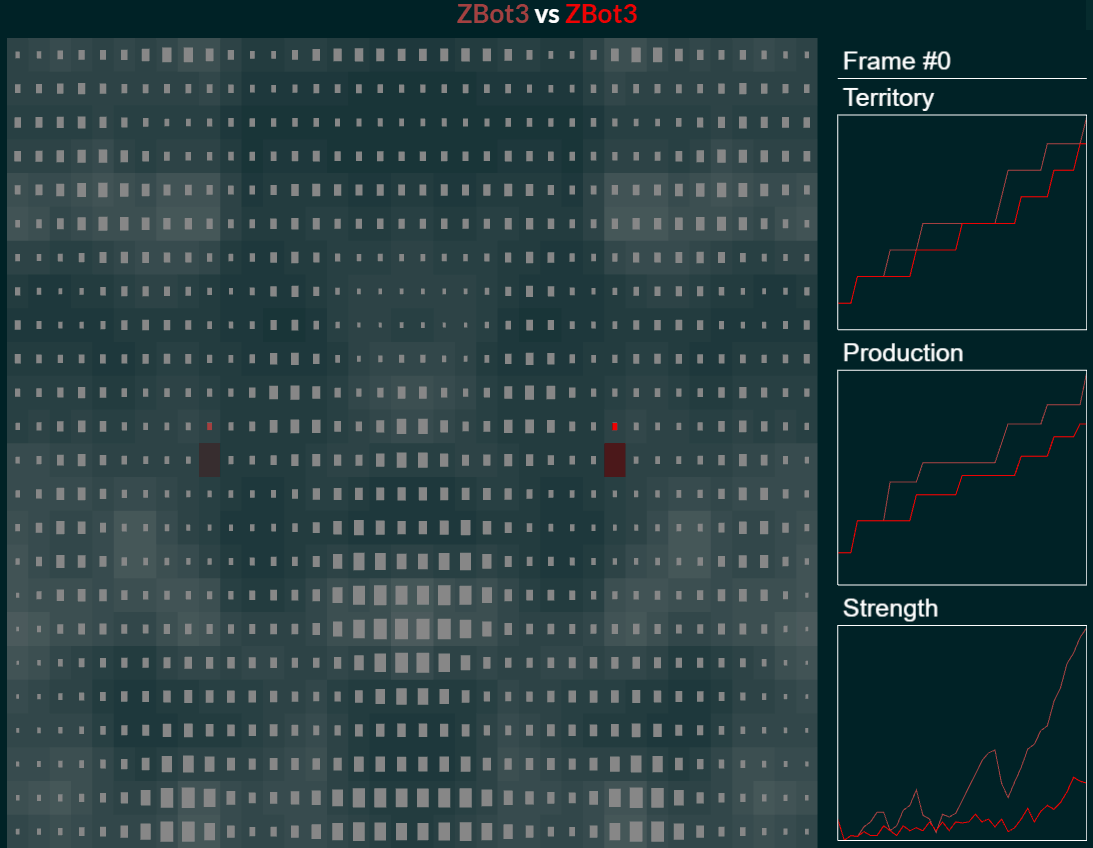 ZBot3 vs ZBot3
Frame #0
Territory
Production
Strength